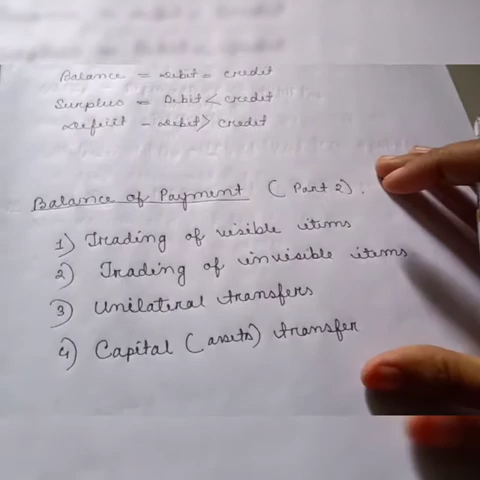 Balance = Debit = credit
Surplus = Debit < credit
Deficit - Debit > credit
Balance of Payment ( Part 2 ) .
1) Trading of visible items
2) Trading of invisible items
3) Unilateral transfers
4) Capital (assets) transfer